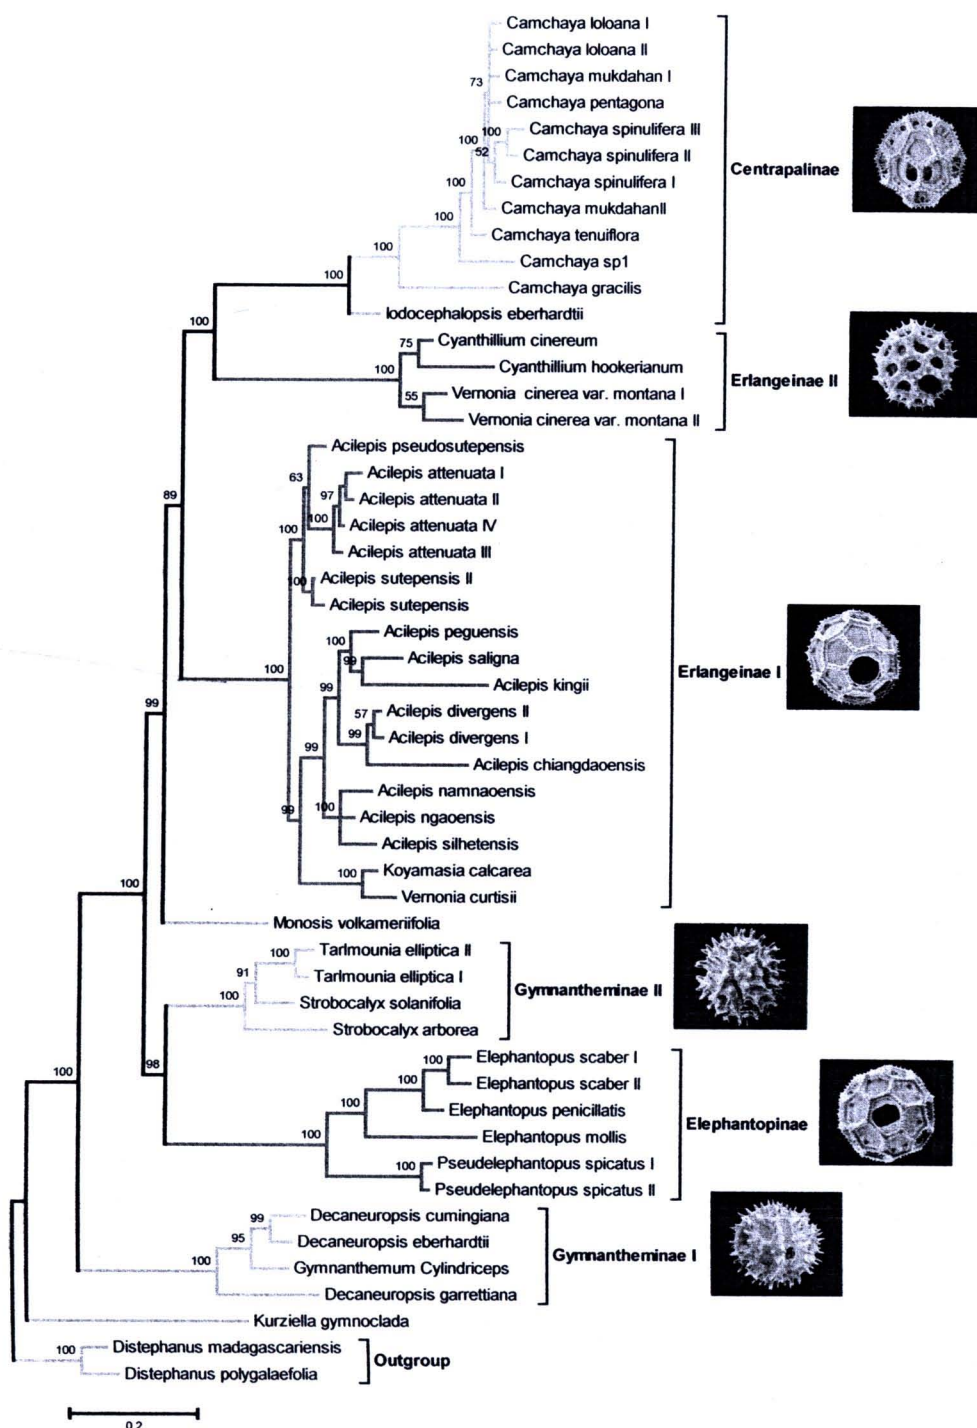 Camchaya loloana I
Camchaya loloana II
Camchaya mukdahan I
73
Camchaya pentagona
Camchaya spinulifera III
100
100
52
Camchaya spinulifera II
Centrapalinae
Camchaya spinulifera I
100
Camchaya mukdahanII
100
Camchaya tenuiflora
100
Camchaya sp1
100
Camchaya gracilis
Iodocephalopsis eberhardtii
100
75
Cyanthillium cinereum
Cyanthillium hookerianum
100
Erlangeinae II
55
Vernonia cinerea var. montana I
Vernonia cinerea var. montana II
Acilepis pseudosutepensis
63
Acilepis attenuata I
89
97
Acilepis attenuata II
100
100
Acilepis attenuata IV
Acilepis attenuata III
100
Acilepis sutepensis II
Acilepis sutepensis
Acilepis peguensis
100
99
Acilepis saligna
100
Erlangeinae I
Acilepis kingii
99
99
57
Acilepis divergens II
99
Acilepis divergens I
99
Acilepis chiangdaoensis
Acilepis namnaoensis
99
100
Acilepis ngaoensis
Acilepis silhetensis
100
Koyamasia calcarea
100
Vernonia curtisii
Monosis volkameriifolia
100
Tarlmounia elliptica II
91
Tarlmounia elliptica I
Gymnantheminae II
100
Strobocalyx solanifolia
Strobocalyx arborea
100
98
100
Elephantopus scaber I
100
Elephantopus scaber II
100
Elephantopus penicillatis
Elephantopinae
100
Elephantopus mollis
100
Pseudelephantopus spicatus I
Pseudelephantopus spicatus II
99
Decaneuropsis cumingiana
95
Decaneuropsis eberhardtii
100
Gymnantheminae I
Gymnanthemum Cylindriceps
Decaneuropsis garrettiana
Kurziella gymnoclada
100
Distephanus madagascariensis
Outgroup
Distephanus polygalaefolia
0.2